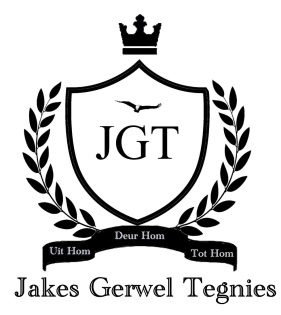 JGT
Uit Hom Deur Hom Tot Hom
Jakes Gerwel Tegnies